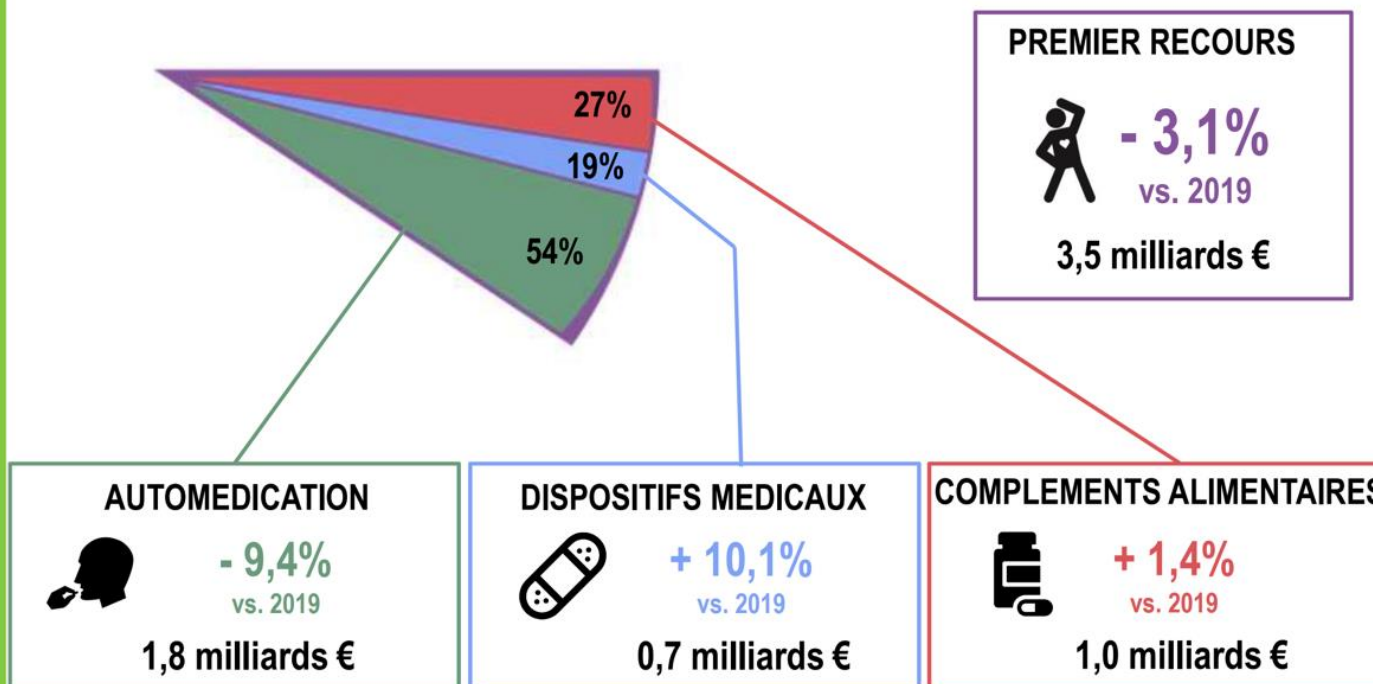 PREMIER RECOURS
- 3,1%
vs. 2019
3,5 milliards €
27%
19%
54%
AUTOMEDICATION
- 9,4%
vs. 2019
1,8 milliards €
DISPOSITIFS MEDICAUX
+ 10,1%
vs. 2019
0,7 milliards €
COMPLEMENTS ALIMENTAIRES
+ 1,4%
vs. 2019
1,0 milliards €